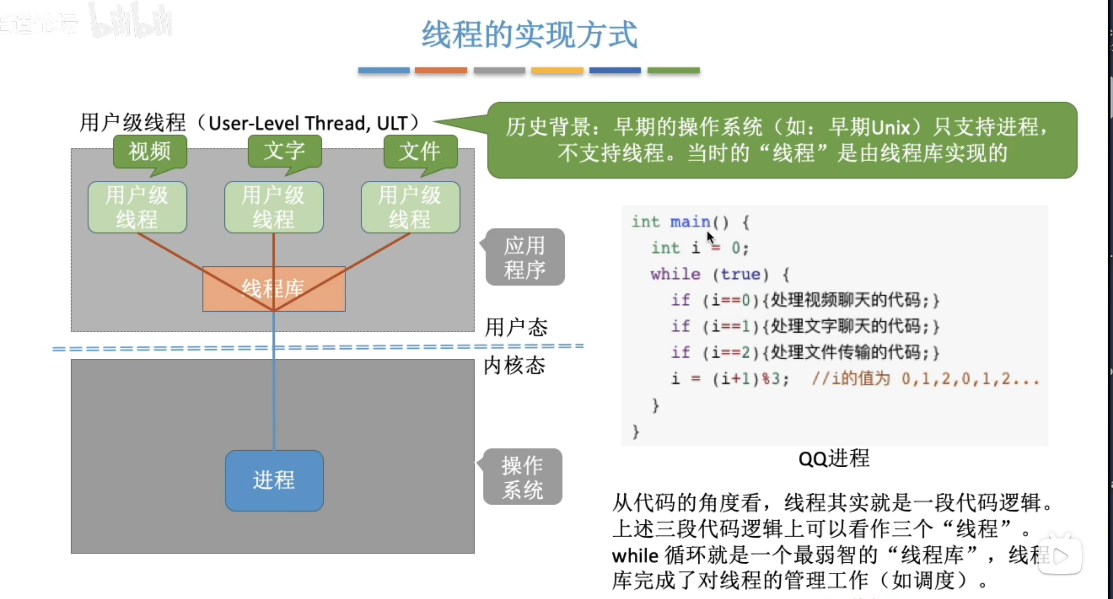 bilibili
线程的实现方式
用户级线程（User-Level Thread, ULT）
历史背景：早期的操作系统（如：早期Unix）只支持进程，
不支持线程。当时的“线程”是由线程库实现的
视频
文字
文件
用户级
线程
用户级
线程
用户级
线程
线程库
应用
程序
用户态
内核态
进程
操作
系统
int main() {
int i = 0;
while (true) {
if (i==0){处理视频聊天的代码;}
if (i==1){处理文字聊天的代码;}
if (i==2){处理文件传输的代码;}
i = (i+1)%3; //i的值为 0,1,2,0,1,2...
}
}
QQ进程
从代码的角度看，线程其实就是一段代码逻辑。
上述三段代码逻辑上可以看作三个“线程”。
while 循环就是一个最弱智的“线程库”，线程
库完成了对线程的管理工作（如调度）。